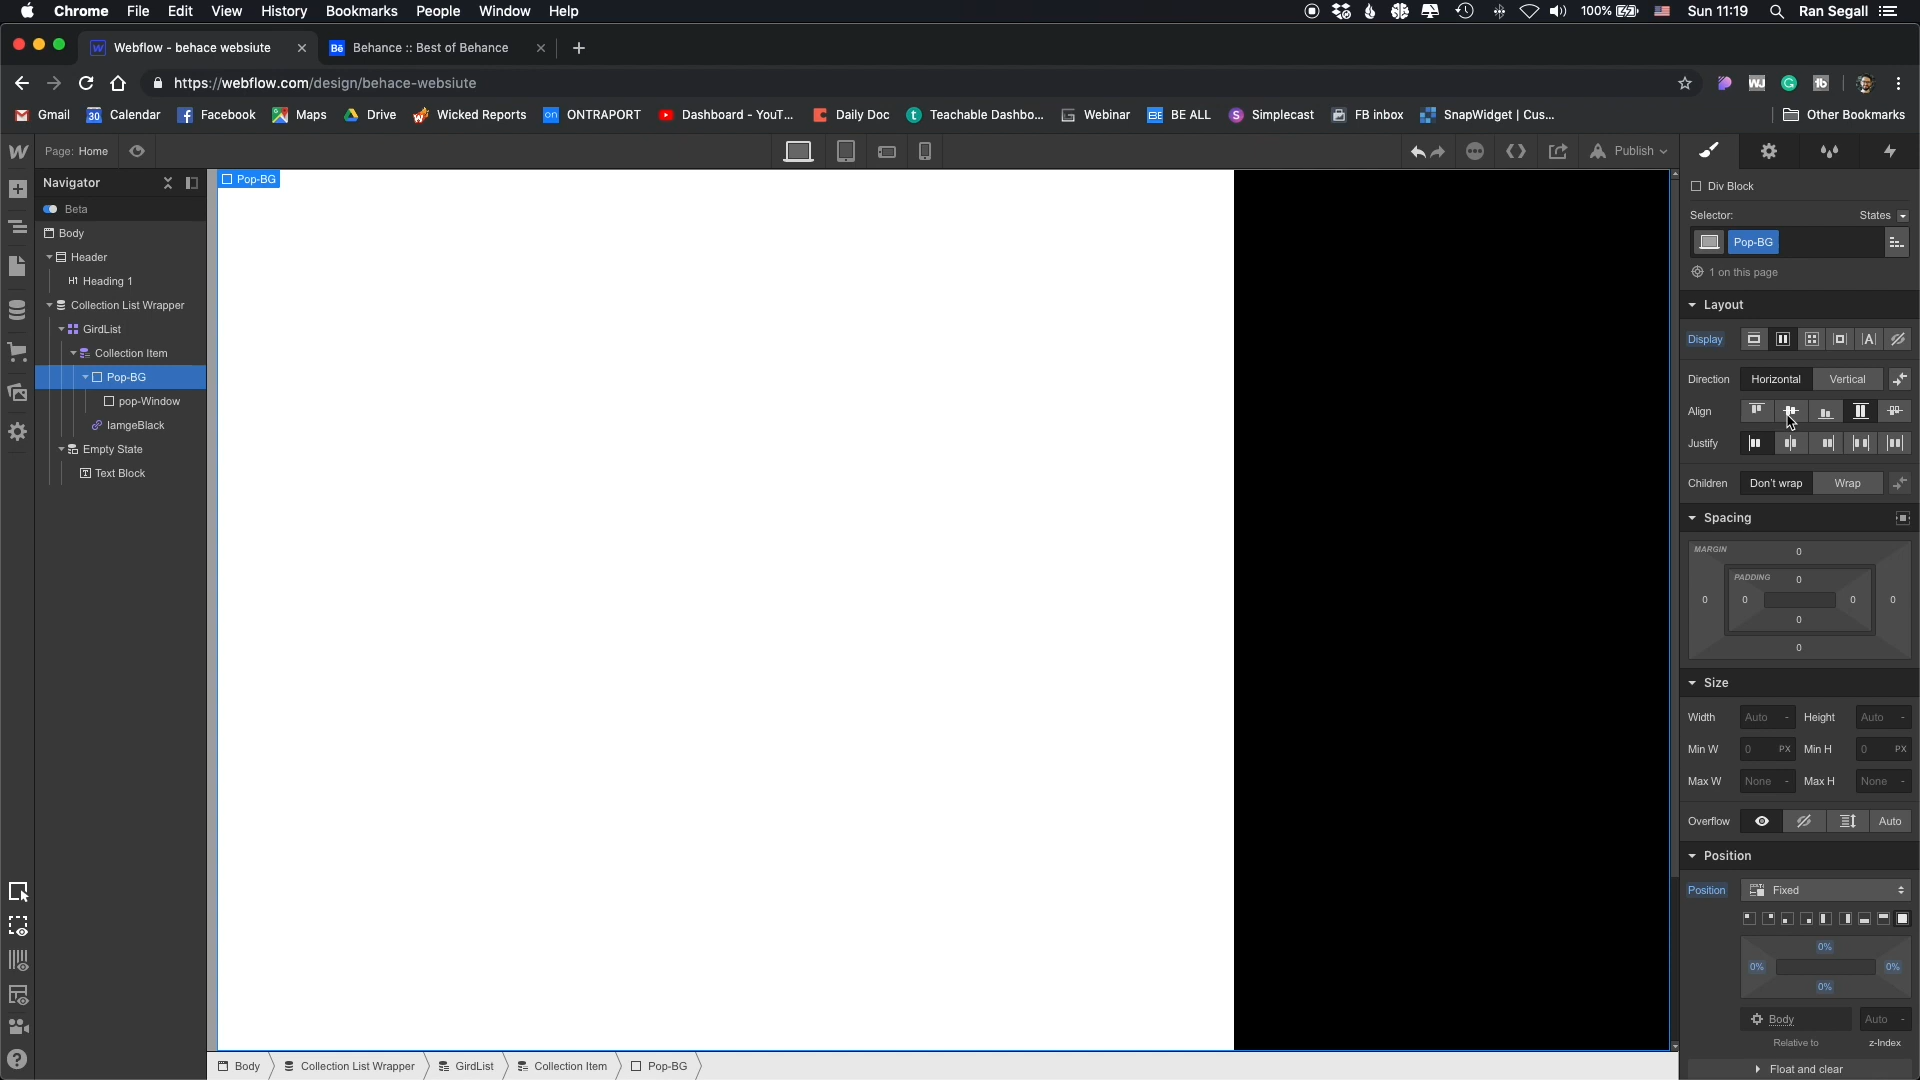 Chrome File Edit View History Bookmarks People Window Help 100% Sun 11:19 Ran Segall
Webflow - behace websiute Bē Behance :: Best of Behance
https://webflow.com/design/behace-websiute
Gmail Calendar Facebook Maps Drive Wicked Reports ONTRAPORT Dashboard - YouT... Daily Doc Teachable Dashbo... Webinar BE ALL Simplecast FB inbox SnapWidget | Cus... Other Bookmarks
Page: Home Publish
Navigator
Beta
Body
Header
H1 Heading 1
Collection List Wrapper
GirdList
Collection Item
Pop-BG
pop-Window
IamgeBlack
Empty State
Text Block
Pop-BG
Div Block
Selector: States
Pop-BG
1 on this page
Layout
Display
Direction Horizontal Vertical
Align
Justify
Children Don't wrap Wrap
Spacing
MARGIN 0
PADDING 0
0 0 0 0
0
0
Size
Width Auto - Height Auto -
Min W 0 PX Min H 0 PX
Max W None - Max H None -
Overflow Auto
Position
Position Fixed
0%
0% 0%
0%
Body Auto -
Relative to z-Index
Float and clear
Body Collection List Wrapper GirdList Collection Item Pop-BG